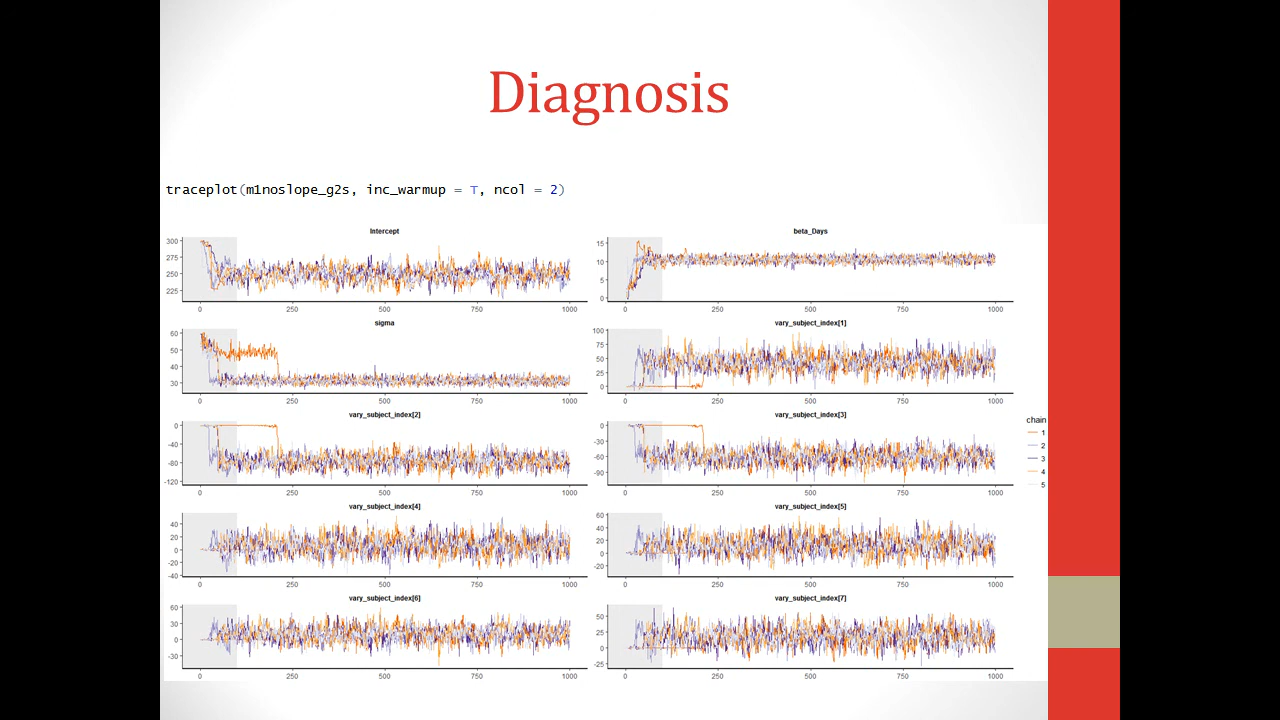 Diagnosis
traceplot(m1noslope_g2s, inc_warmup = T, ncol = 2)
Intercept
300
275
250
225
0 250 500 750 1000
beta_Days
15
10
5
0
0 250 500 750 1000
sigma
60
50
40
30
0 250 500 750 1000
vary_subject_index[1]
100
75
50
25
0
0 250 500 750 1000
vary_subject_index[2]
0
-40
-80
-120
0 250 500 750 1000
vary_subject_index[3]
0
-30
-60
-90
0 250 500 750 1000
chain
1
2
3
4
5
vary_subject_index[4]
40
20
0
-20
-40
0 250 500 750 1000
vary_subject_index[5]
60
40
20
0
-20
0 250 500 750 1000
vary_subject_index[6]
60
30
0
-30
0 250 500 750 1000
vary_subject_index[7]
50
25
0
-25
0 250 500 750 1000